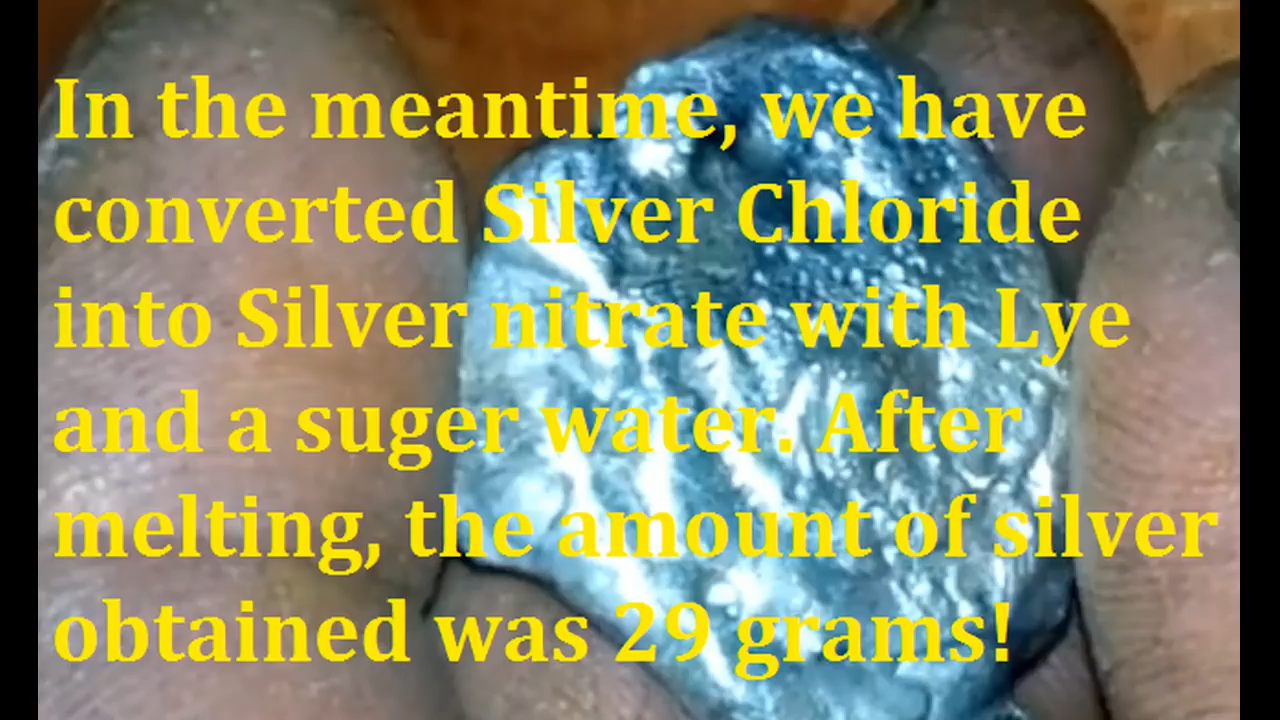 In the meantime, we have
converted Silver Chloride
into Silver nitrate with Lye
and a suger water. After
melting, the amount of silver
obtained was 29 grams!